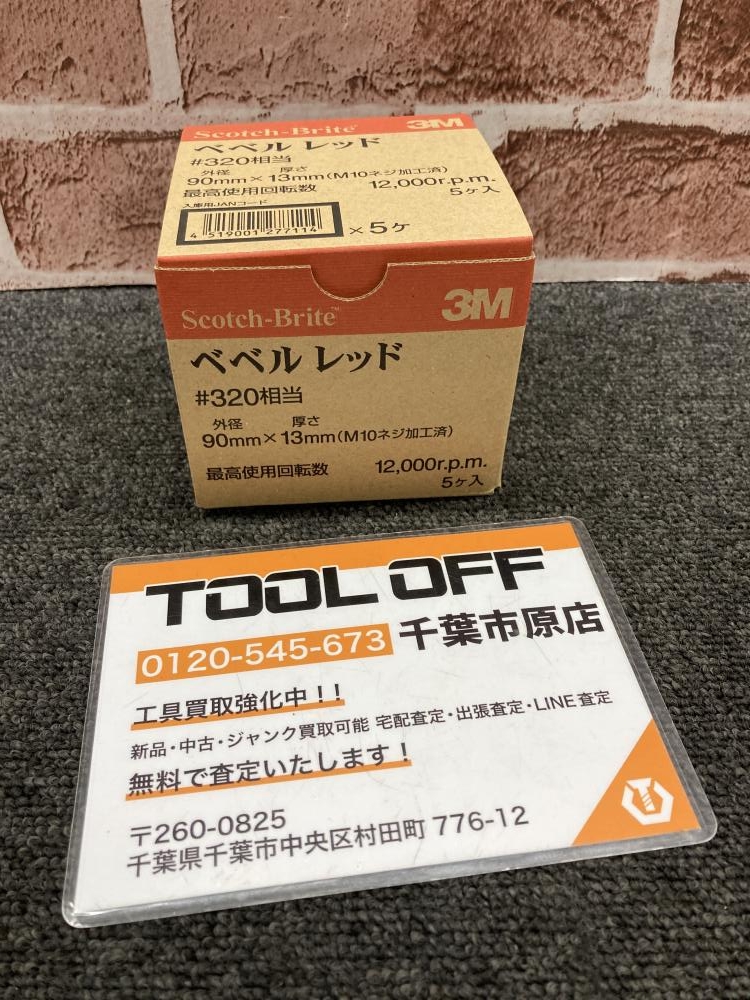 Scotch-Brite™ 3M
ベベル レッド
#320相当
外径 厚さ
90mm×13mm(M10ネジ加工済)
最高使用回転数 12,000r.p.m.
5ヶ入
入庫用JANコード
4 519001 277114 ×5ケ
Scotch-Brite™ 3M
ベベル レッド
#320相当
外径 厚さ
90mm×13mm(M10ネジ加工済)
最高使用回転数 12,000r.p.m.
5ヶ入
TOOL OFF
0120-545-673 千葉市原店
工具買取強化中!!
新品・中古・ジャンク買取可能 宅配査定・出張査定・LINE査定
無料で査定いたします!
〒260-0825
千葉県千葉市中央区村田町 776-12